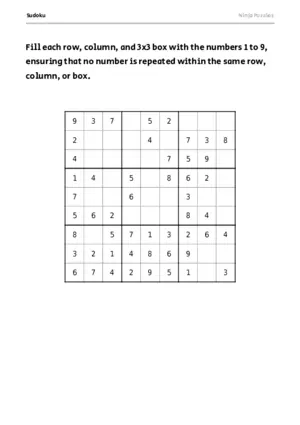 Sudoku Ninja Puzzles
Fill each row, column, and 3x3 box with the numbers 1 to 9,
ensuring that no number is repeated within the same row,
column, or box.
9 3 7 5 2
2 4 7 3 8
4 7 5 9
1 4 5 8 6 2
7 6 3
5 6 2 8 4
8 5 7 1 3 2 6 4
3 2 1 4 8 6 9
6 7 4 2 9 5 1 3